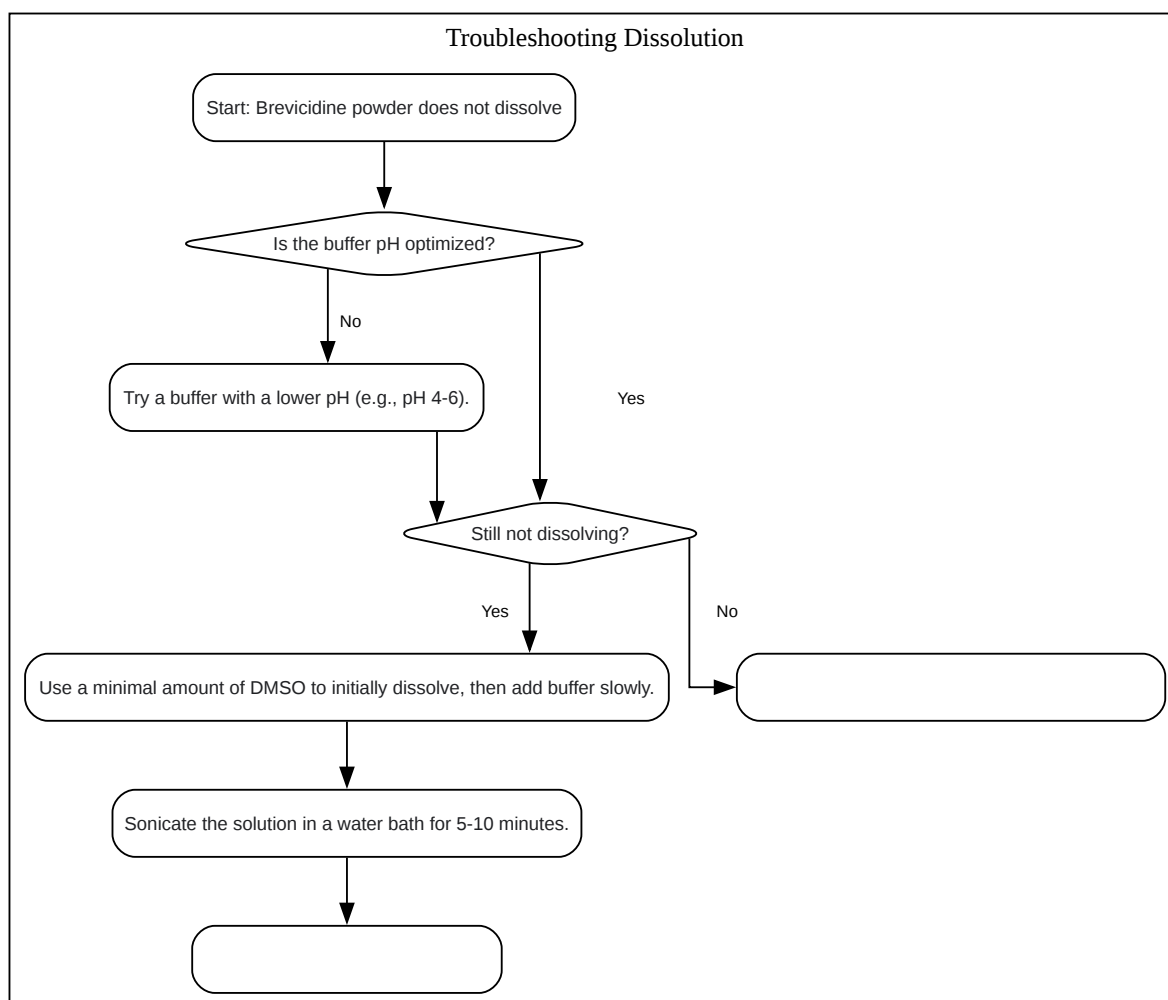 Troubleshooting Dissolution
Start: Brevicidine powder does not dissolve
Is the buffer pH optimized?
No
Try a buffer with a lower pH (e.g., pH 4-6).
Yes
Still not dissolving?
Yes
No
Use a minimal amount of DMSO to initially dissolve, then add buffer slowly.
Sonicate the solution in a water bath for 5-10 minutes.